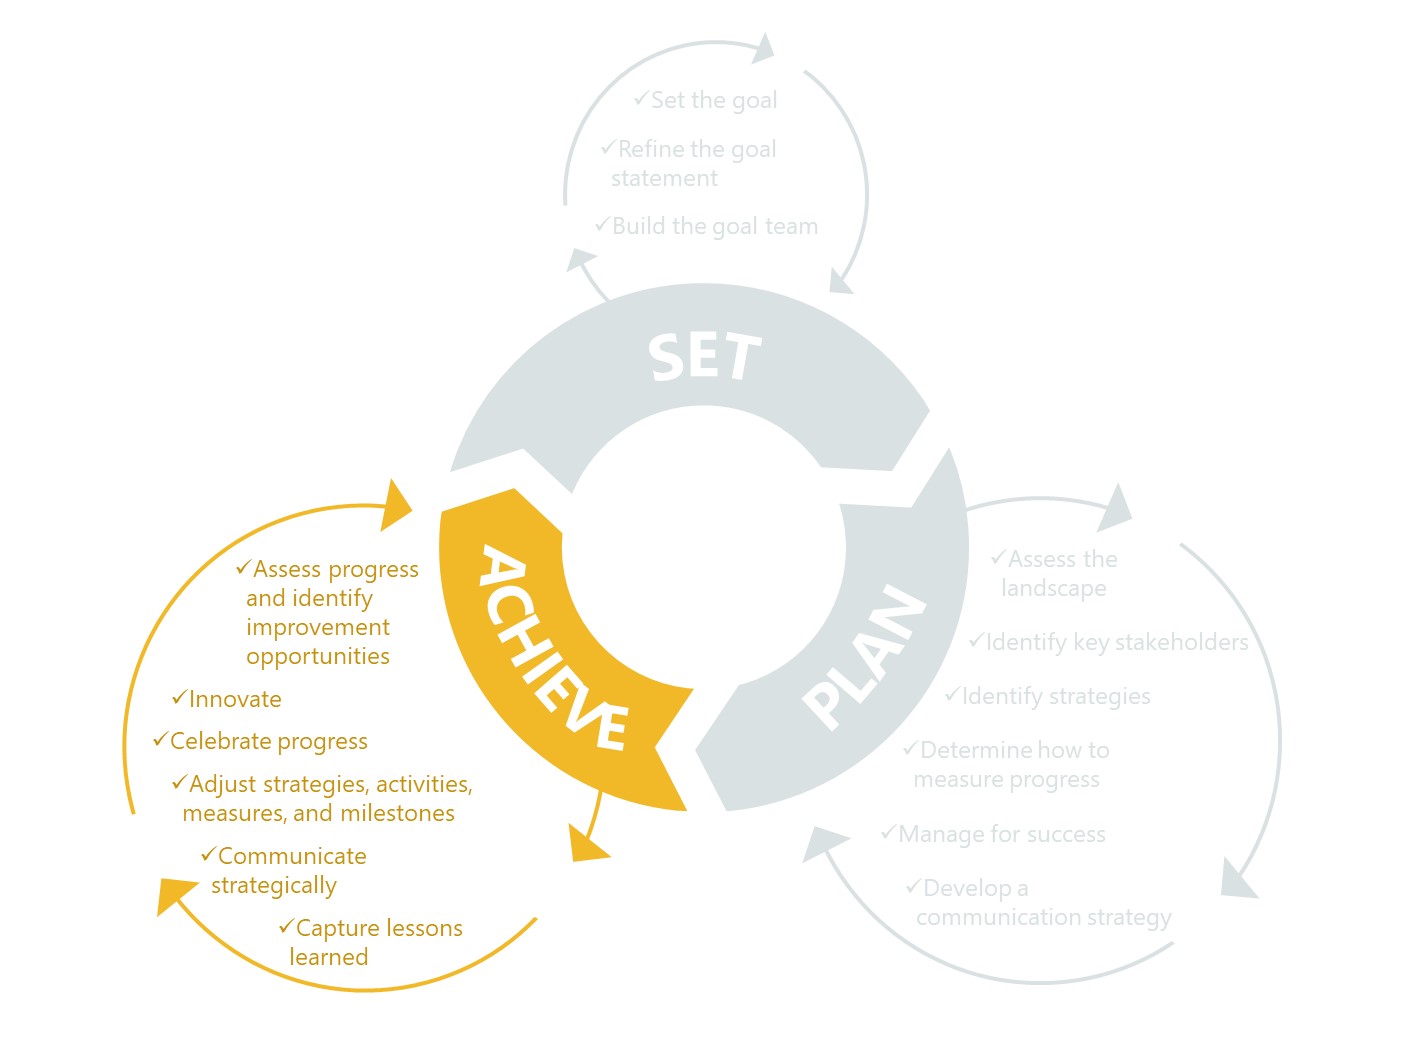 ✓Set the goal
✓Refine the goal
statement
✓Build the goal team
SET
PLAN
✓Assess the
landscape
✓Identify key stakeholders
✓Identify strategies
✓Determine how to
measure progress
✓Manage for success
✓Develop a
communication strategy
ACHIEVE
✓Assess progress
and identify
improvement
opportunities
✓Innovate
✓Celebrate progress
✓Adjust strategies, activities,
measures, and milestones
✓Communicate
strategically
✓Capture lessons
learned